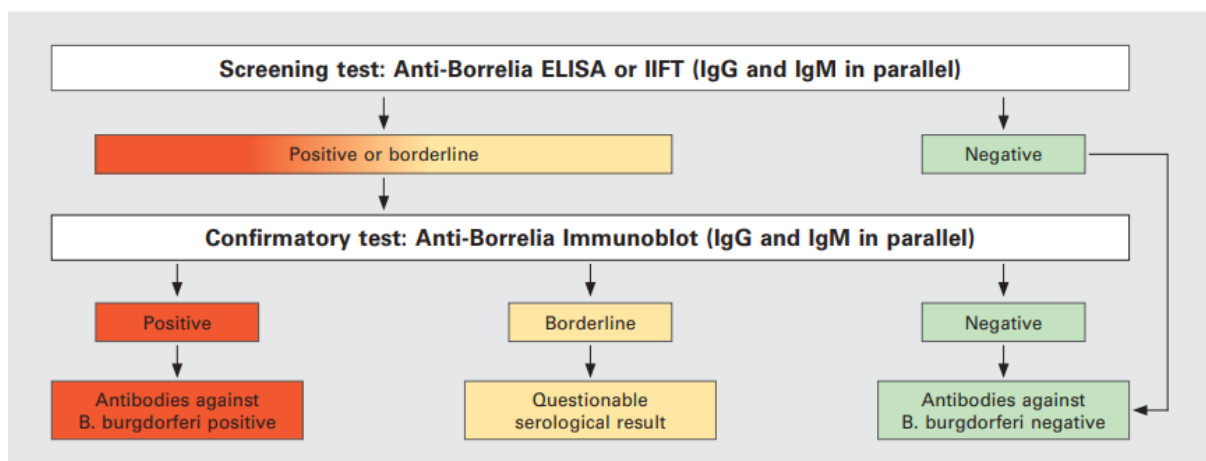 Screening test: Anti-Borrelia ELISA or IIFT (IgG and IgM in parallel)
Positive or borderline
Negative
Confirmatory test: Anti-Borrelia Immunoblot (IgG and IgM in parallel)
Positive
Borderline
Negative
Antibodies against
B. burgdorferi positive
Questionable
serological result
Antibodies against
B. burgdorferi negative